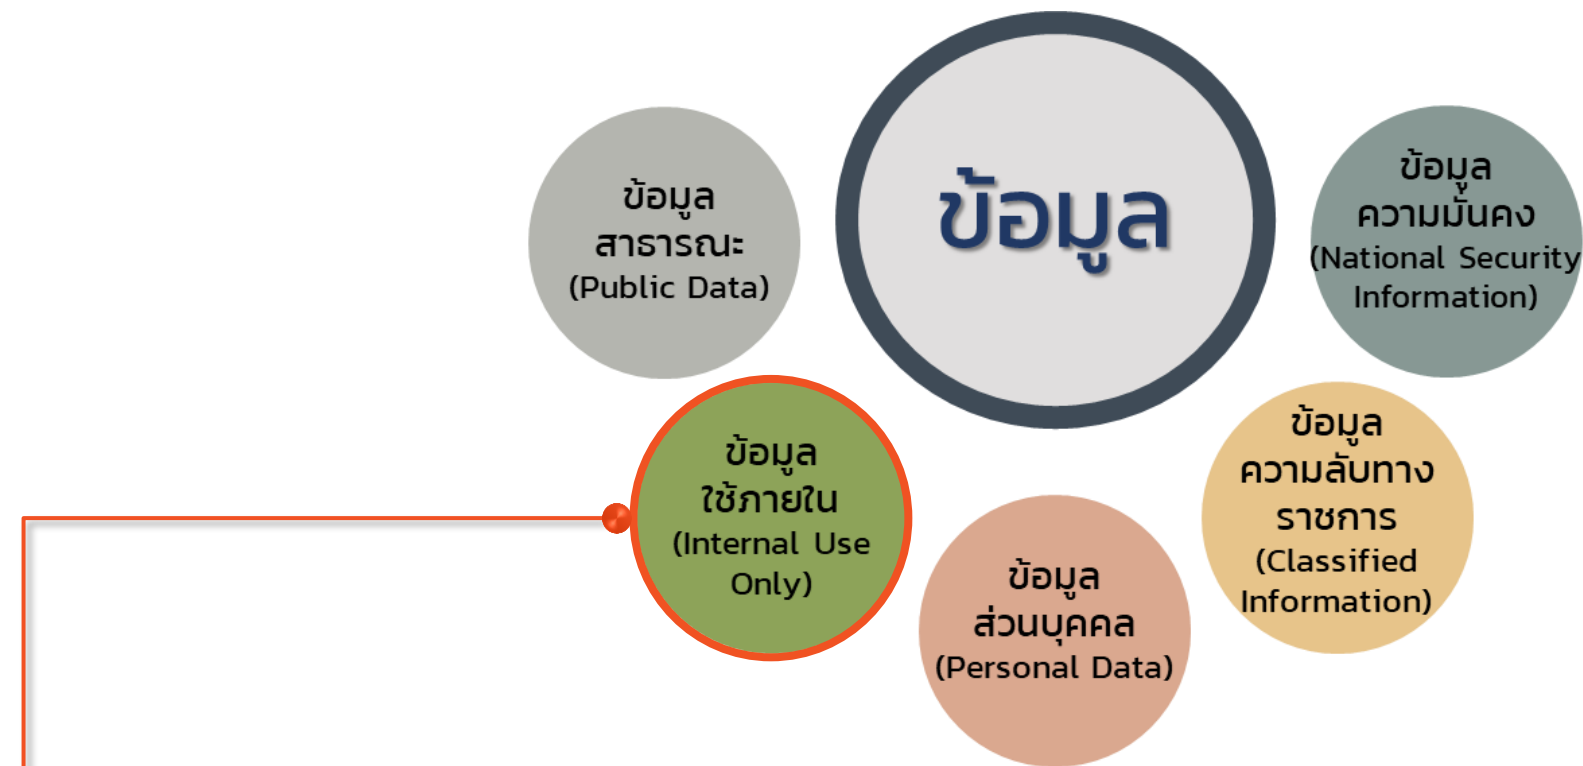 ข้อมูล
ข้อมูล
สาธารณะ
(Public Data)
ข้อมูล
ใช้ภายใน
(Internal Use
Only)
ข้อมูล
ส่วนบุคคล
(Personal Data)
ข้อมูล
ความลับทาง
ราชการ
(Classified
Information)
ข้อมูล
ความมั่นคง
(National Security
Information)